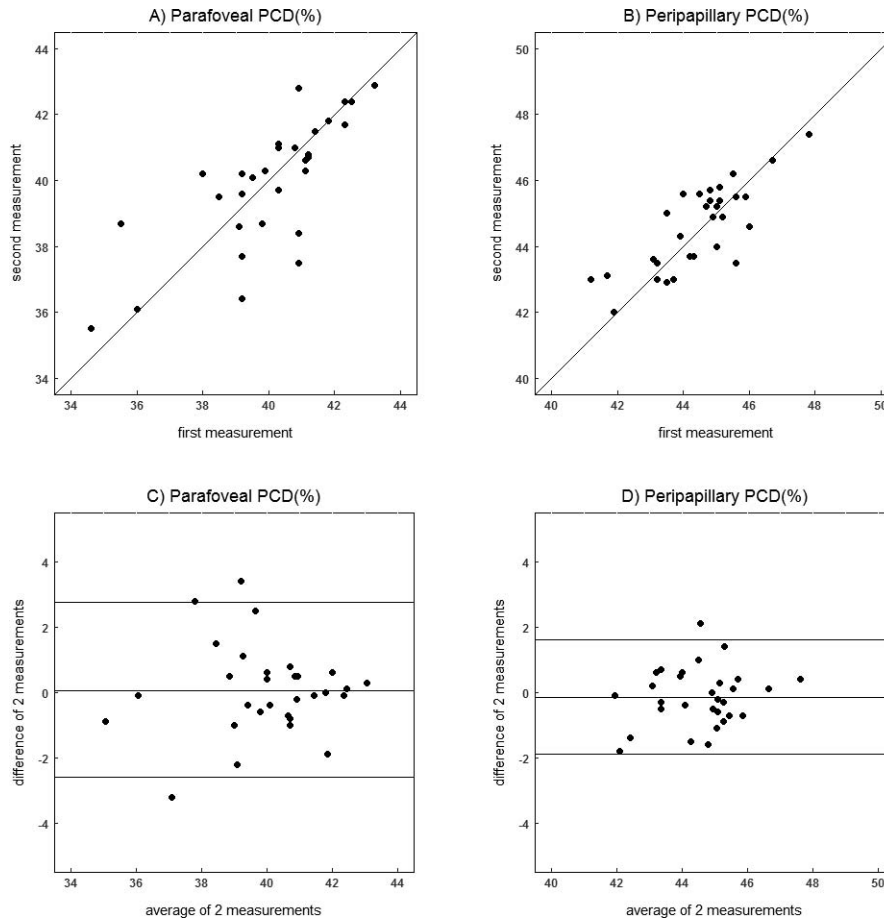 A) Parafoveal PCD(%)
44
42
40
38
36
34
second measurement
34 36 38 40 42 44
first measurement
B) Peripapillary PCD(%)
50
48
46
44
42
40
second measurement
40 42 44 46 48 50
first measurement
C) Parafoveal PCD(%)
4
2
0
-2
-4
difference of 2 measurements
34 36 38 40 42 44
average of 2 measurements
D) Peripapillary PCD(%)
4
2
0
-2
-4
difference of 2 measurements
40 42 44 46 48 50
average of 2 measurements